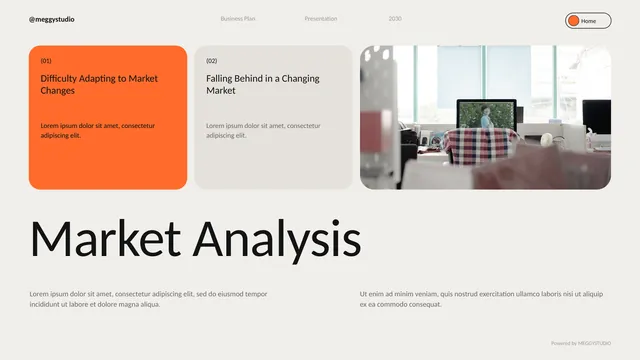 @meggystudio
Business Plan
Presentation
2030
Home
(01)
Difficulty Adapting to Market
Changes
Lorem ipsum dolor sit amet, consectetur
adipiscing elit.
(02)
Falling Behind in a Changing
Market
Lorem ipsum dolor sit amet, consectetur
adipiscing elit.
Market Analysis
Lorem ipsum dolor sit amet, consectetur adipiscing elit, sed do eiusmod tempor
incididunt ut labore et dolore magna aliqua.
Ut enim ad minim veniam, quis nostrud exercitation ullamco laboris nisi ut aliquip
ex ea commodo consequat.
Powered by MEGGYSTUDIO